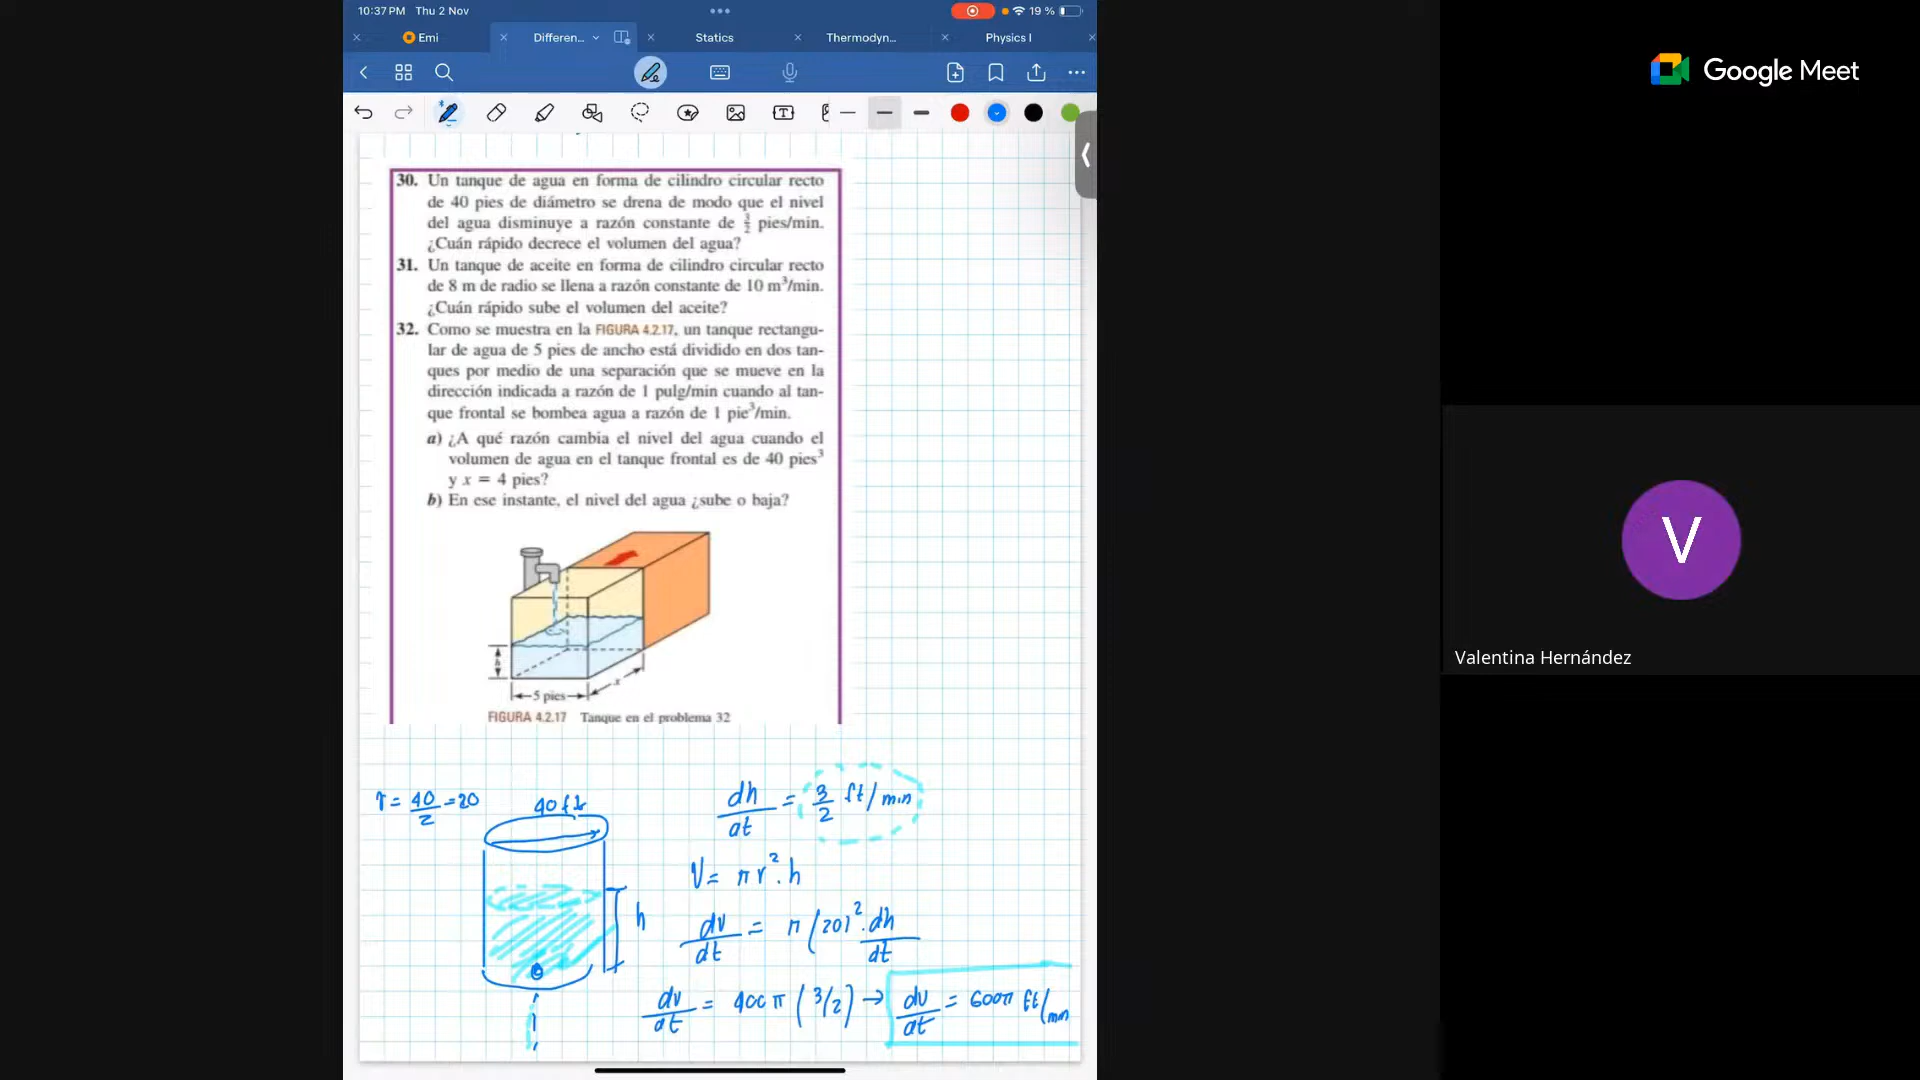 10:37 PM Thu 2 Nov
19 %
Emi
Differen...
Statics
Thermodyn...
Physics I
Google Meet
30. Un tanque de agua en forma de cilindro circular recto
de 40 pies de diámetro se drena de modo que el nivel
del agua disminuye a razón constante de 3/2 pies/min.
¿Cuán rápido decrece el volumen del agua?
31. Un tanque de aceite en forma de cilindro circular recto
de 8 m de radio se llena a razón constante de 10 m³/min.
¿Cuán rápido sube el volumen del aceite?
32. Como se muestra en la FIGURA 4.2.17, un tanque rectangu-
lar de agua de 5 pies de ancho está dividido en dos tan-
ques por medio de una separación que se mueve en la
dirección indicada a razón de 1 pulg/min cuando al tan-
que frontal se bombea agua a razón de 1 pie³/min.
a) ¿A qué razón cambia el nivel del agua cuando el
volumen de agua en el tanque frontal es de 40 pies³
y x = 4 pies?
b) En ese instante, el nivel del agua ¿sube o baja?
h
x
5 pies
FIGURA 4.2.17 Tanque en el problema 32
r = 40/2 = 20
40 ft
h
dh/dt = 3/2 ft/min
V = πr². h
dv/dt = π(20)². dh/dt
dv/dt = 400π (3/2) → dv/dt = 600π ft/min
V
Valentina Hernández